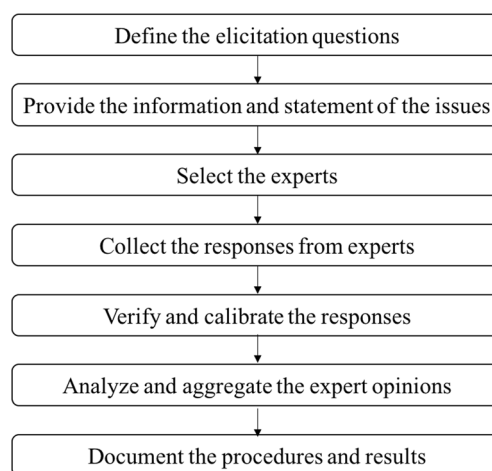 Define the elicitation questions
Provide the information and statement of the issues
Select the experts
Collect the responses from experts
Verify and calibrate the responses
Analyze and aggregate the expert opinions
Document the procedures and results